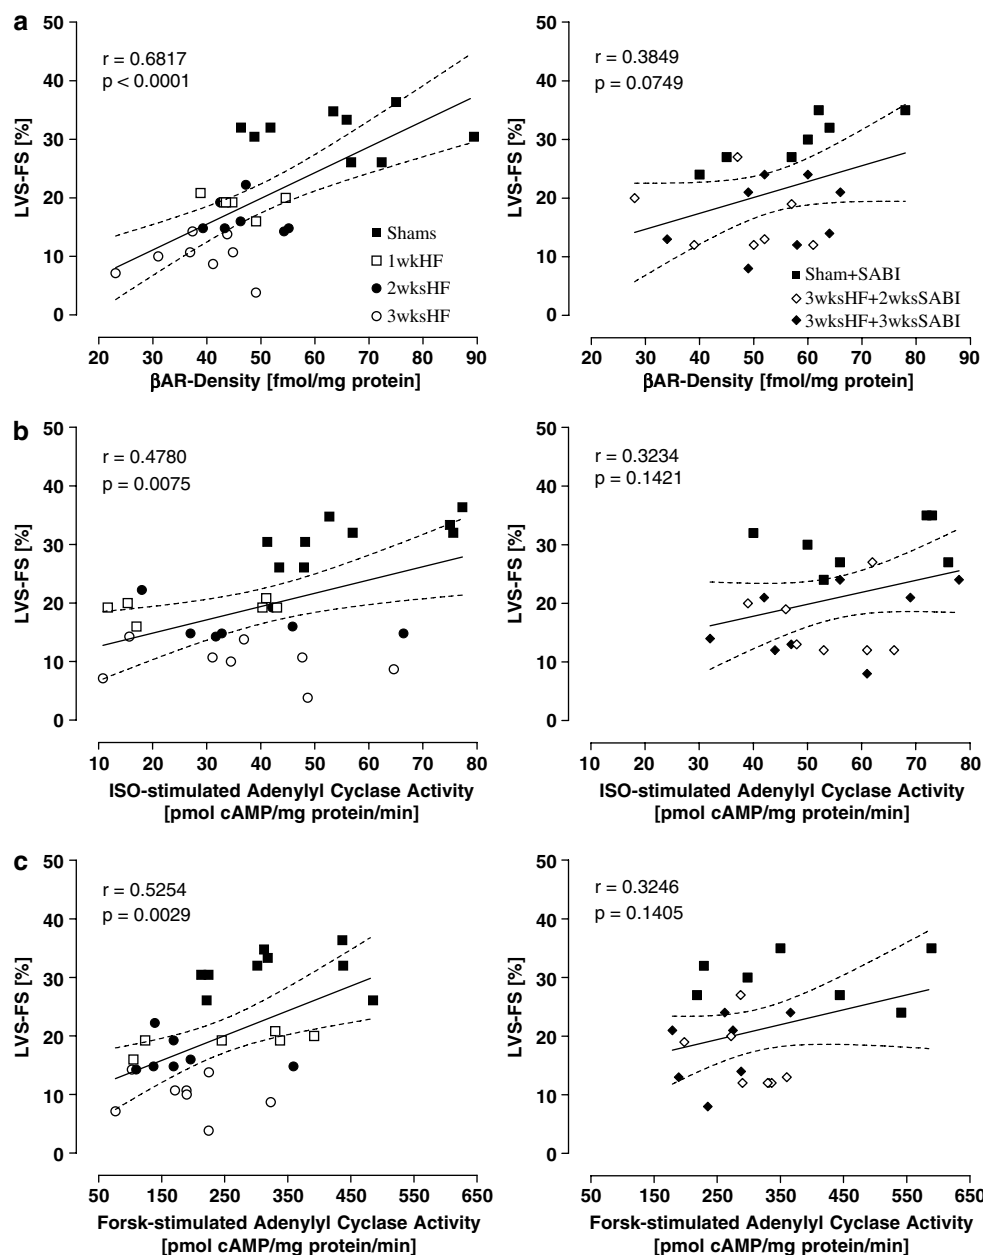 a
50
40
30
20
10
0
LVS-FS [%]
r = 0.6817
p < 0.0001
Shams
1wkHF
2wksHF
3wksHF
20 30 40 50 60 70 80 90
βAR-Density [fmol/mg protein]
50
40
30
20
10
0
LVS-FS [%]
r = 0.3849
p = 0.0749
Sham+SABI
3wksHF+2wksSABI
3wksHF+3wksSABI
20 30 40 50 60 70 80 90
βAR-Density [fmol/mg protein]
b
50
40
30
20
10
0
LVS-FS [%]
r = 0.4780
p = 0.0075
10 20 30 40 50 60 70 80
ISO-stimulated Adenylyl Cyclase Activity
[pmol cAMP/mg protein/min]
50
40
30
20
10
0
LVS-FS [%]
r = 0.3234
p = 0.1421
10 20 30 40 50 60 70 80
ISO-stimulated Adenylyl Cyclase Activity
[pmol cAMP/mg protein/min]
c
50
40
30
20
10
0
LVS-FS [%]
r = 0.5254
p = 0.0029
50 150 250 350 450 550 650
Forsk-stimulated Adenylyl Cyclase Activity
[pmol cAMP/mg protein/min]
50
40
30
20
10
0
LVS-FS [%]
r = 0.3246
p = 0.1405
50 150 250 350 450 550 650
Forsk-stimulated Adenylyl Cyclase Activity
[pmol cAMP/mg protein/min]